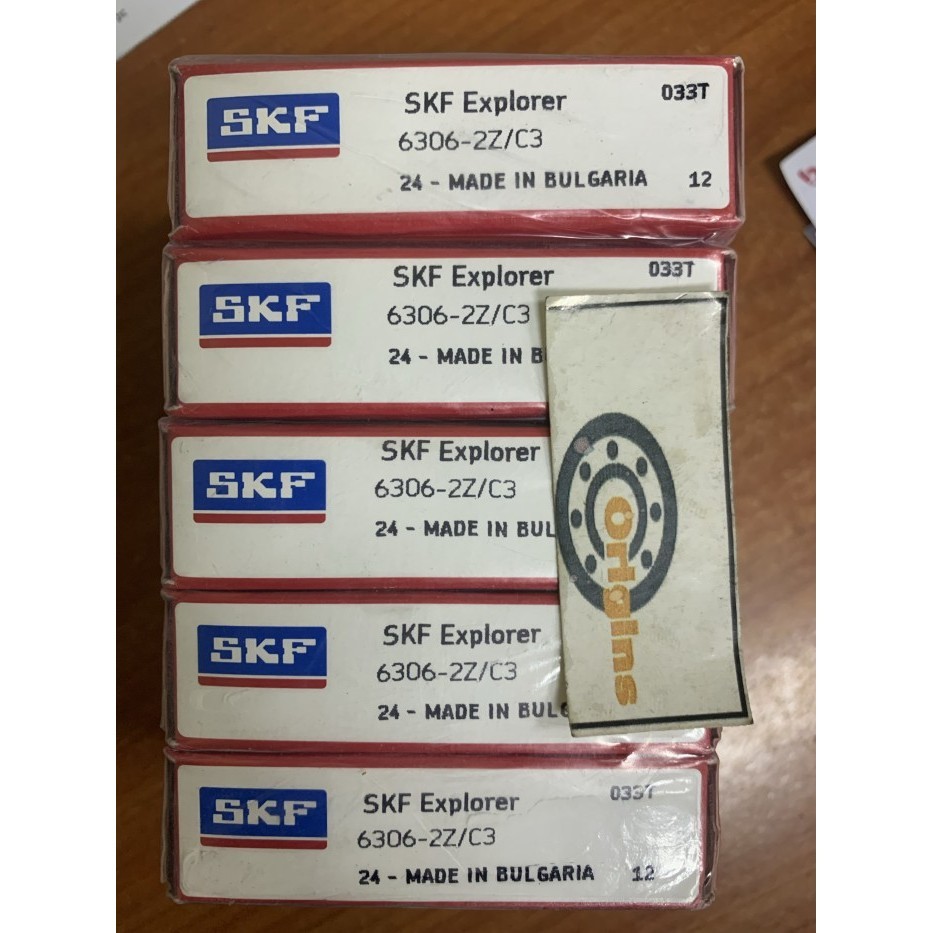 SKF
SKF Explorer
033T
6306-2Z/C3
24 - MADE IN BULGARIA
12
SKF
SKF Explorer
033T
6306-2Z/C3
24 - MADE IN B
SKF
SKF Explorer
6306-2Z/C3
24 - MADE IN BUL
SKF
SKF Explorer
6306-2Z/C3
24 - MADE IN BULG
SKF
SKF Explorer
033T
6306-2Z/C3
24 - MADE IN BULGARIA
12
Origins